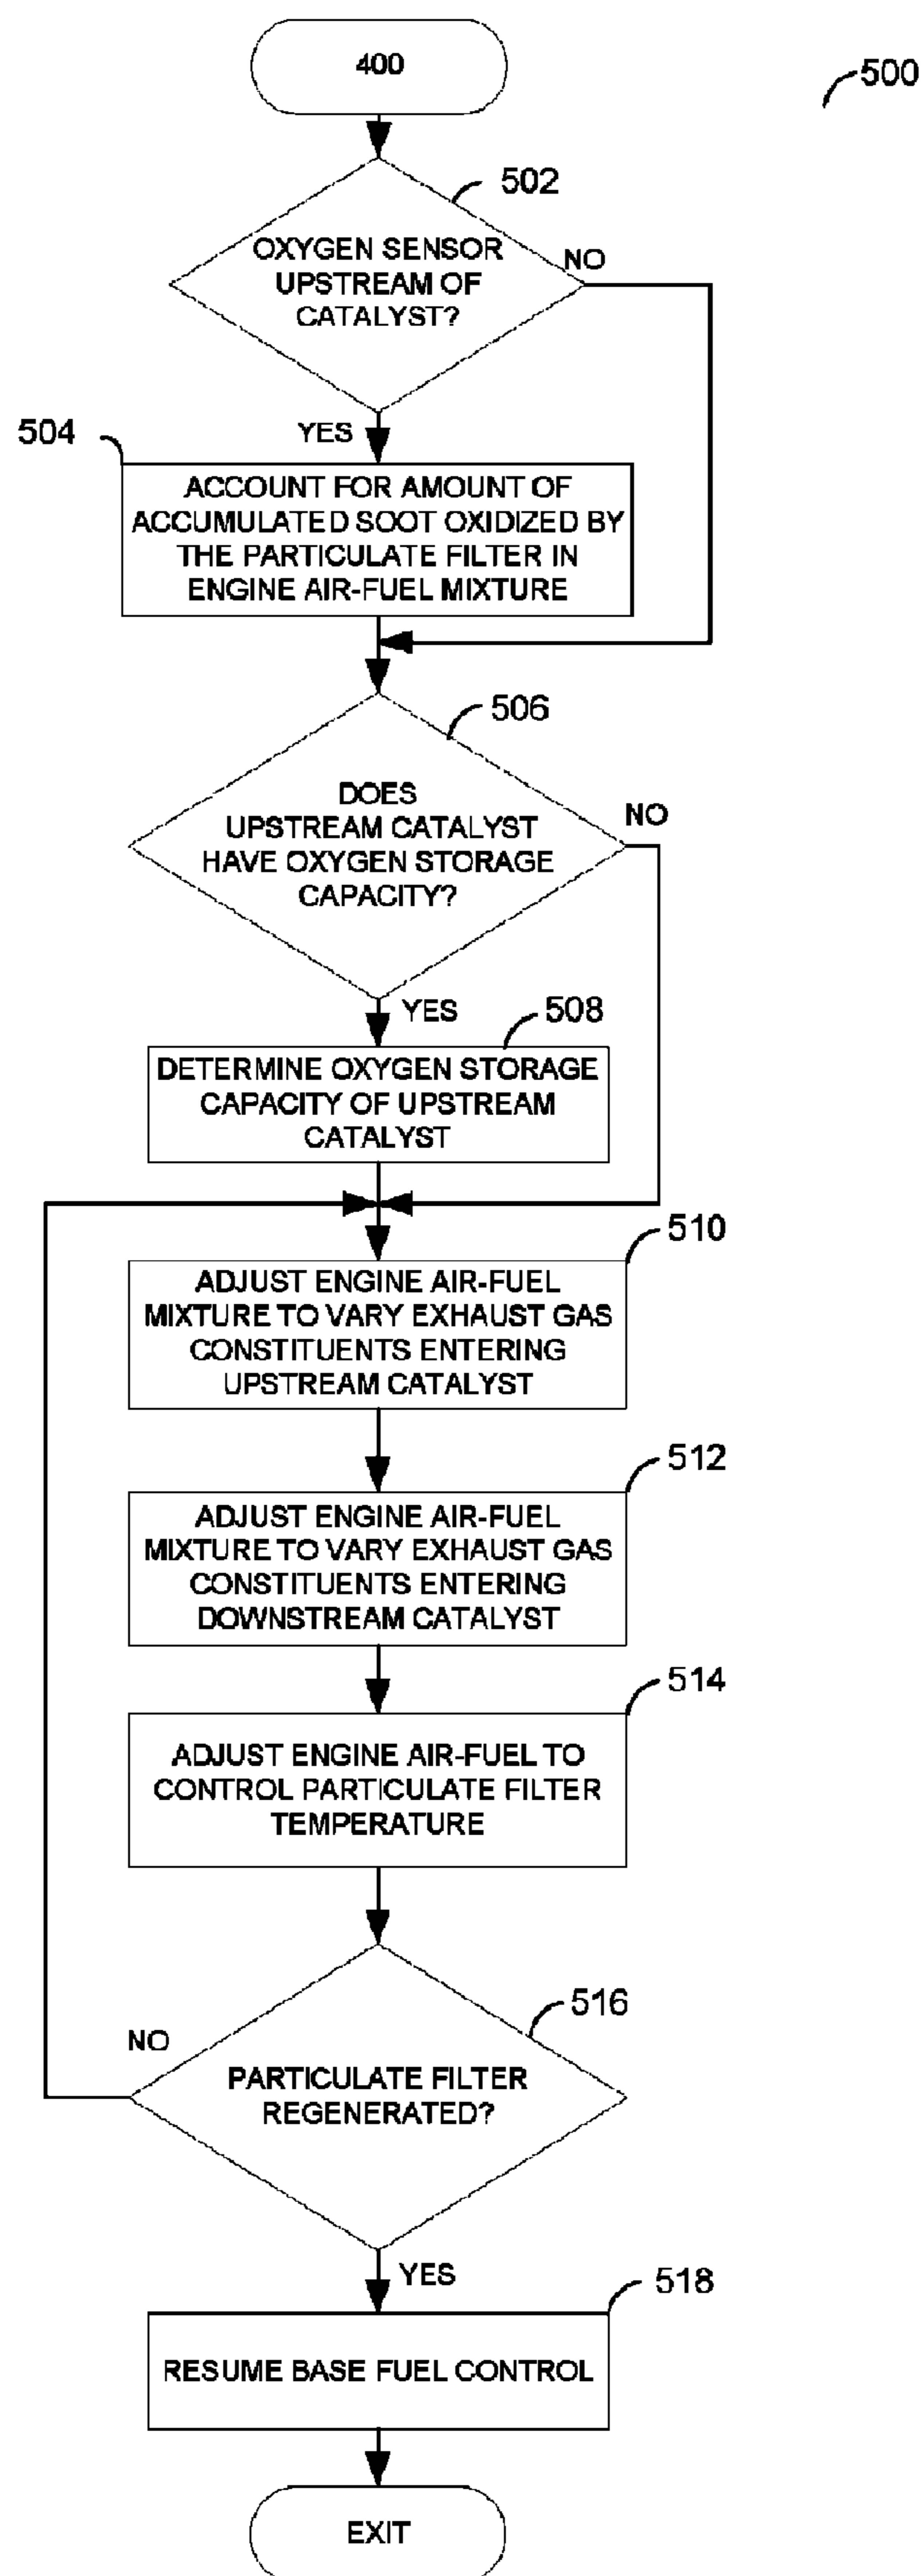 400
500
502
OXYGEN SENSOR
UPSTREAM OF
CATALYST?
NO
YES
504
ACCOUNT FOR AMOUNT OF
ACCUMULATED SOOT OXIDIZED BY
THE PARTICULATE FILTER IN
ENGINE AIR-FUEL MIXTURE
506
DOES
UPSTREAM CATALYST
HAVE OXYGEN STORAGE
CAPACITY?
NO
YES
508
DETERMINE OXYGEN STORAGE
CAPACITY OF UPSTREAM
CATALYST
510
ADJUST ENGINE AIR-FUEL
MIXTURE TO VARY EXHAUST GAS
CONSTITUENTS ENTERING
UPSTREAM CATALYST
512
ADJUST ENGINE AIR-FUEL
MIXTURE TO VARY EXHAUST GAS
CONSTITUENTS ENTERING
DOWNSTREAM CATALYST
514
ADJUST ENGINE AIR-FUEL TO
CONTROL PARTICULATE FILTER
TEMPERATURE
516
NO
PARTICULATE FILTER
REGENERATED?
YES
518
RESUME BASE FUEL CONTROL
EXIT